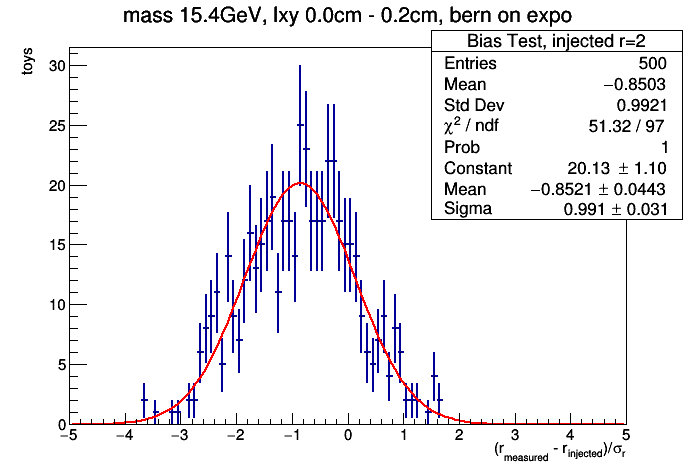 mass 15.4GeV, lxy 0.0cm - 0.2cm, bern on expo
Bias Test, injected r=2
Entries 500
Mean −0.8503
Std Dev 0.9921
χ² / ndf 51.32 / 97
Prob 1
Constant 20.13 ± 1.10
Mean −0.8521 ± 0.0443
Sigma 0.991 ± 0.031
toys
30
25
20
15
10
5
0
−5 −4 −3 −2 −1 0 1 2 3 4 5
(r_measured - r_injected)/σ_r